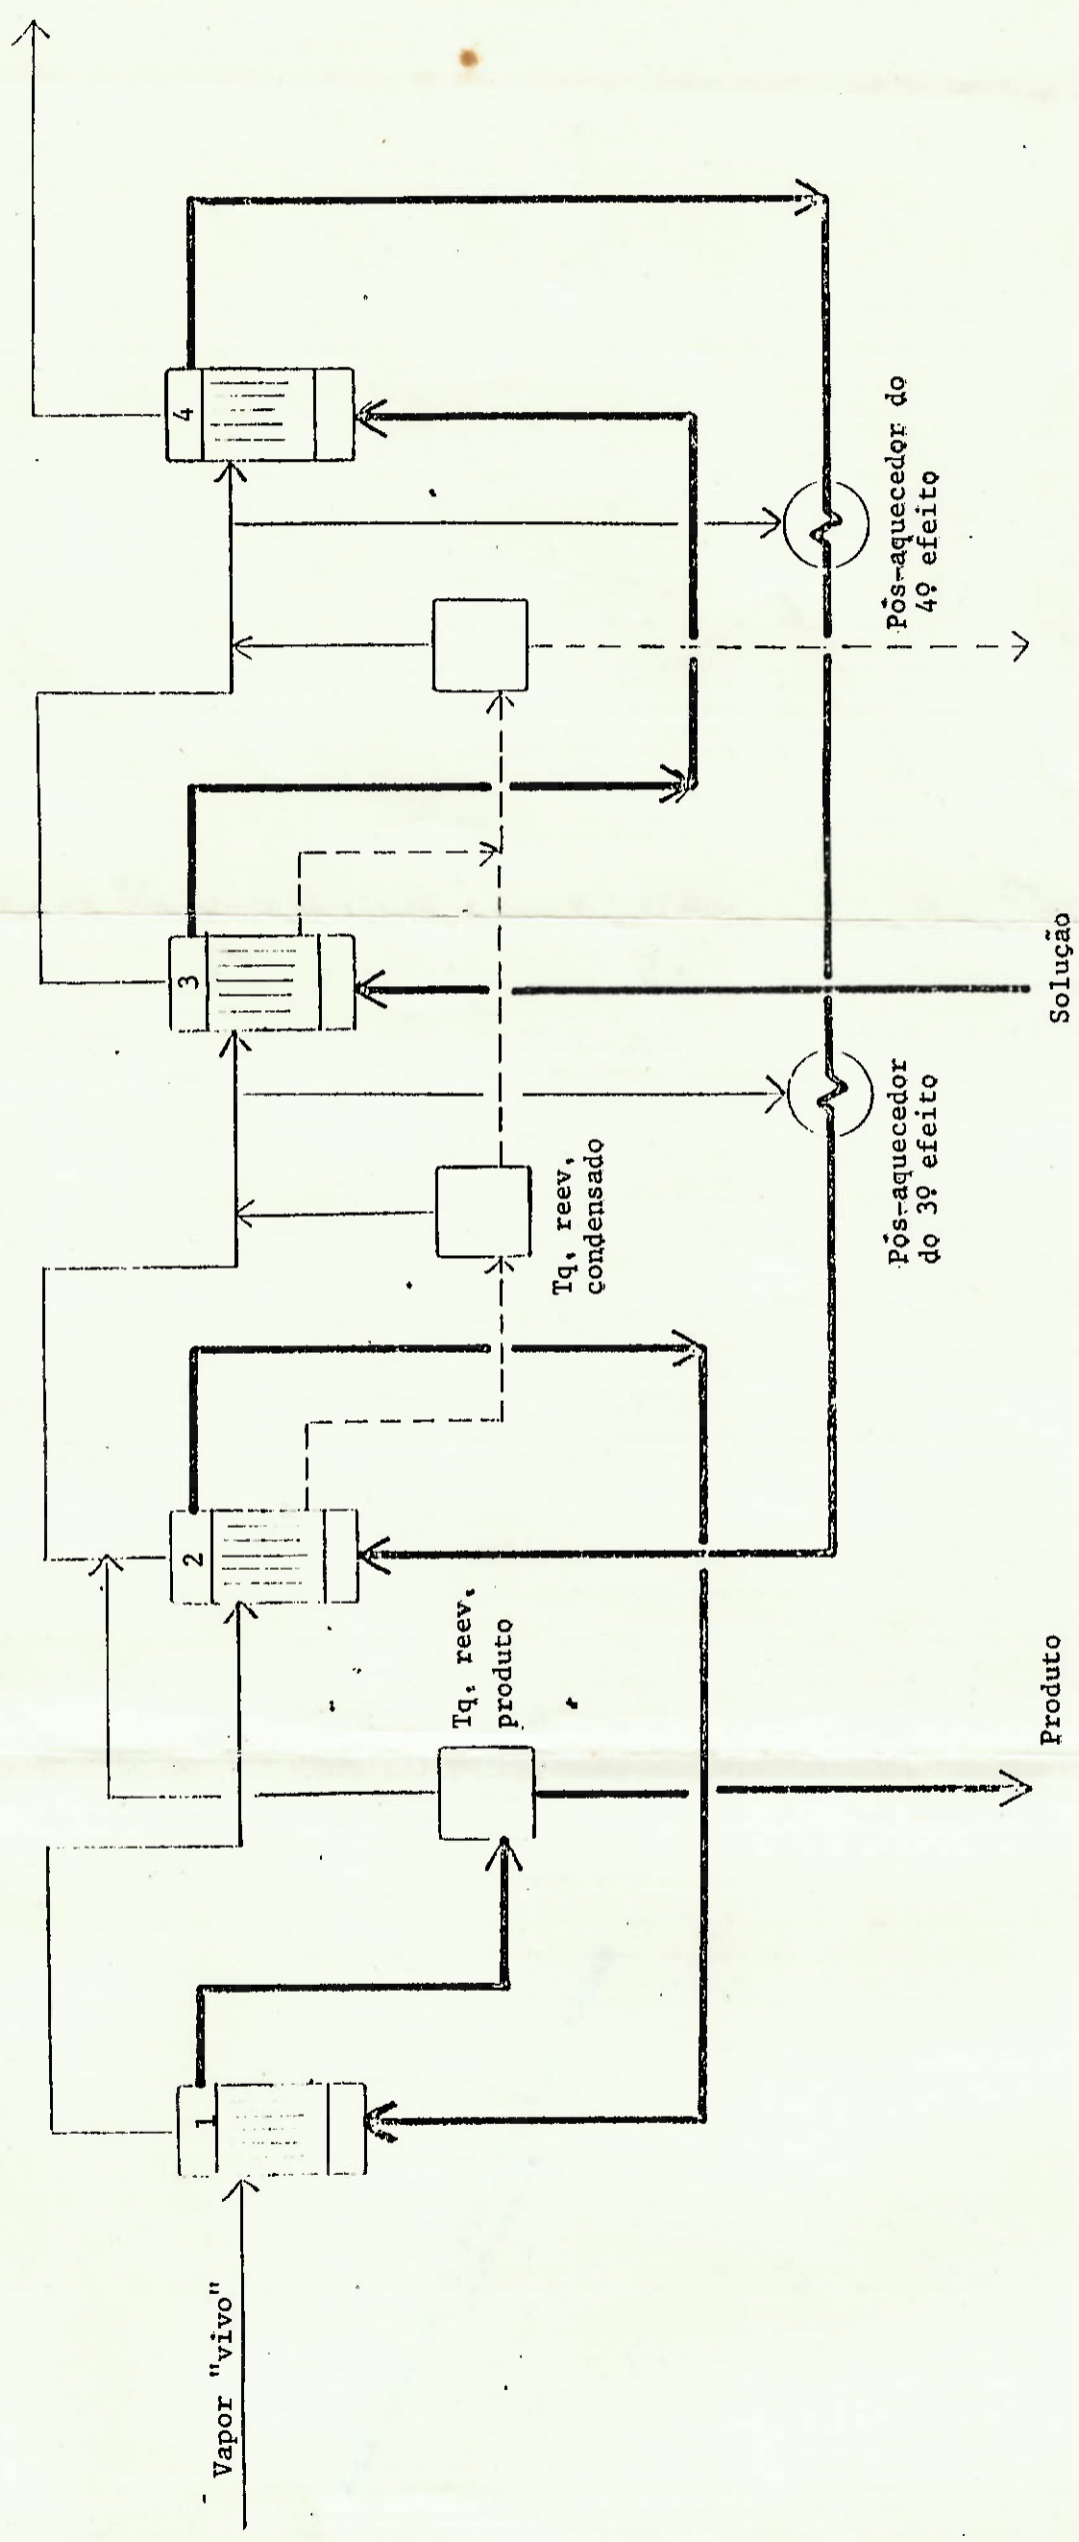 Vapor "vivo"
1
2
3
4
Tq. reev.
produto
Tq. reev.
condensado
Pós-aquecedor
do 3º efeito
Pós-aquecedor do
4º efeito
Produto
Solução